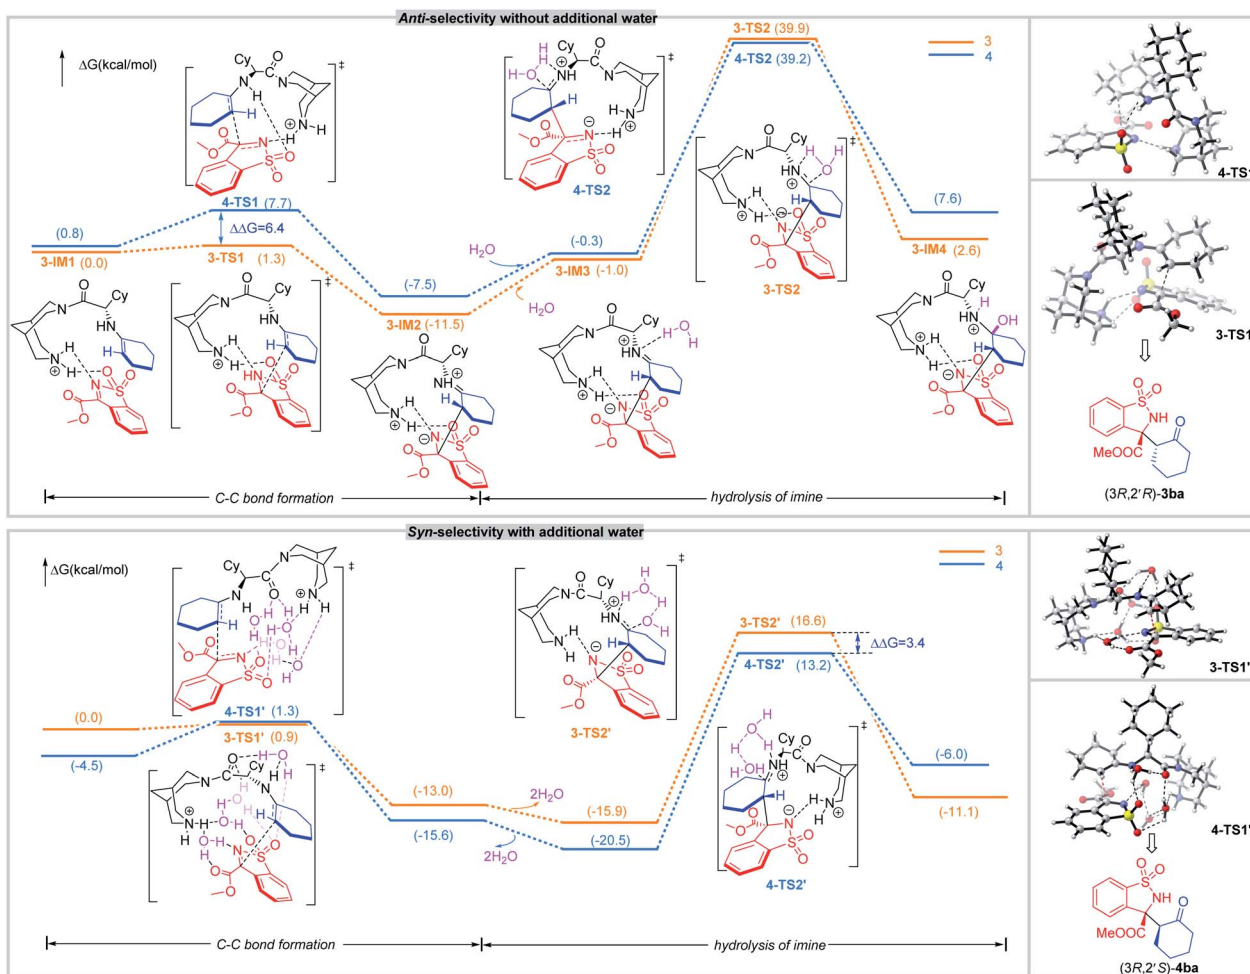 Anti-selectivity without additional water
ΔG(kcal/mol)
3
4
4-TS1
4-TS1 (7.7)
ΔΔG=6.4
3-TS1 (1.3)
(0.8)
3-IM1 (0.0)
(-7.5)
3-IM2 (-11.5)
H2O
H2O
4-TS2
(-0.3)
3-IM3 (-1.0)
3-TS2 (39.9)
4-TS2 (39.2)
3-TS2
(7.6)
3-IM4 (2.6)
C-C bond formation
hydrolysis of imine
3-TS1
MeOOC
(3R,2'R)-3ba
Syn-selectivity with additional water
ΔG(kcal/mol)
3
4
(0.0)
(-4.5)
4-TS1' (1.3)
3-TS1' (0.9)
(-13.0)
(-15.6)
2H2O
2H2O
(-15.9)
(-20.5)
3-TS2'
3-TS2' (16.6)
4-TS2' (13.2)
ΔΔG=3.4
4-TS2'
(-6.0)
(-11.1)
C-C bond formation
hydrolysis of imine
3-TS1'
4-TS1'
MeOOC
(3R,2'S)-4ba